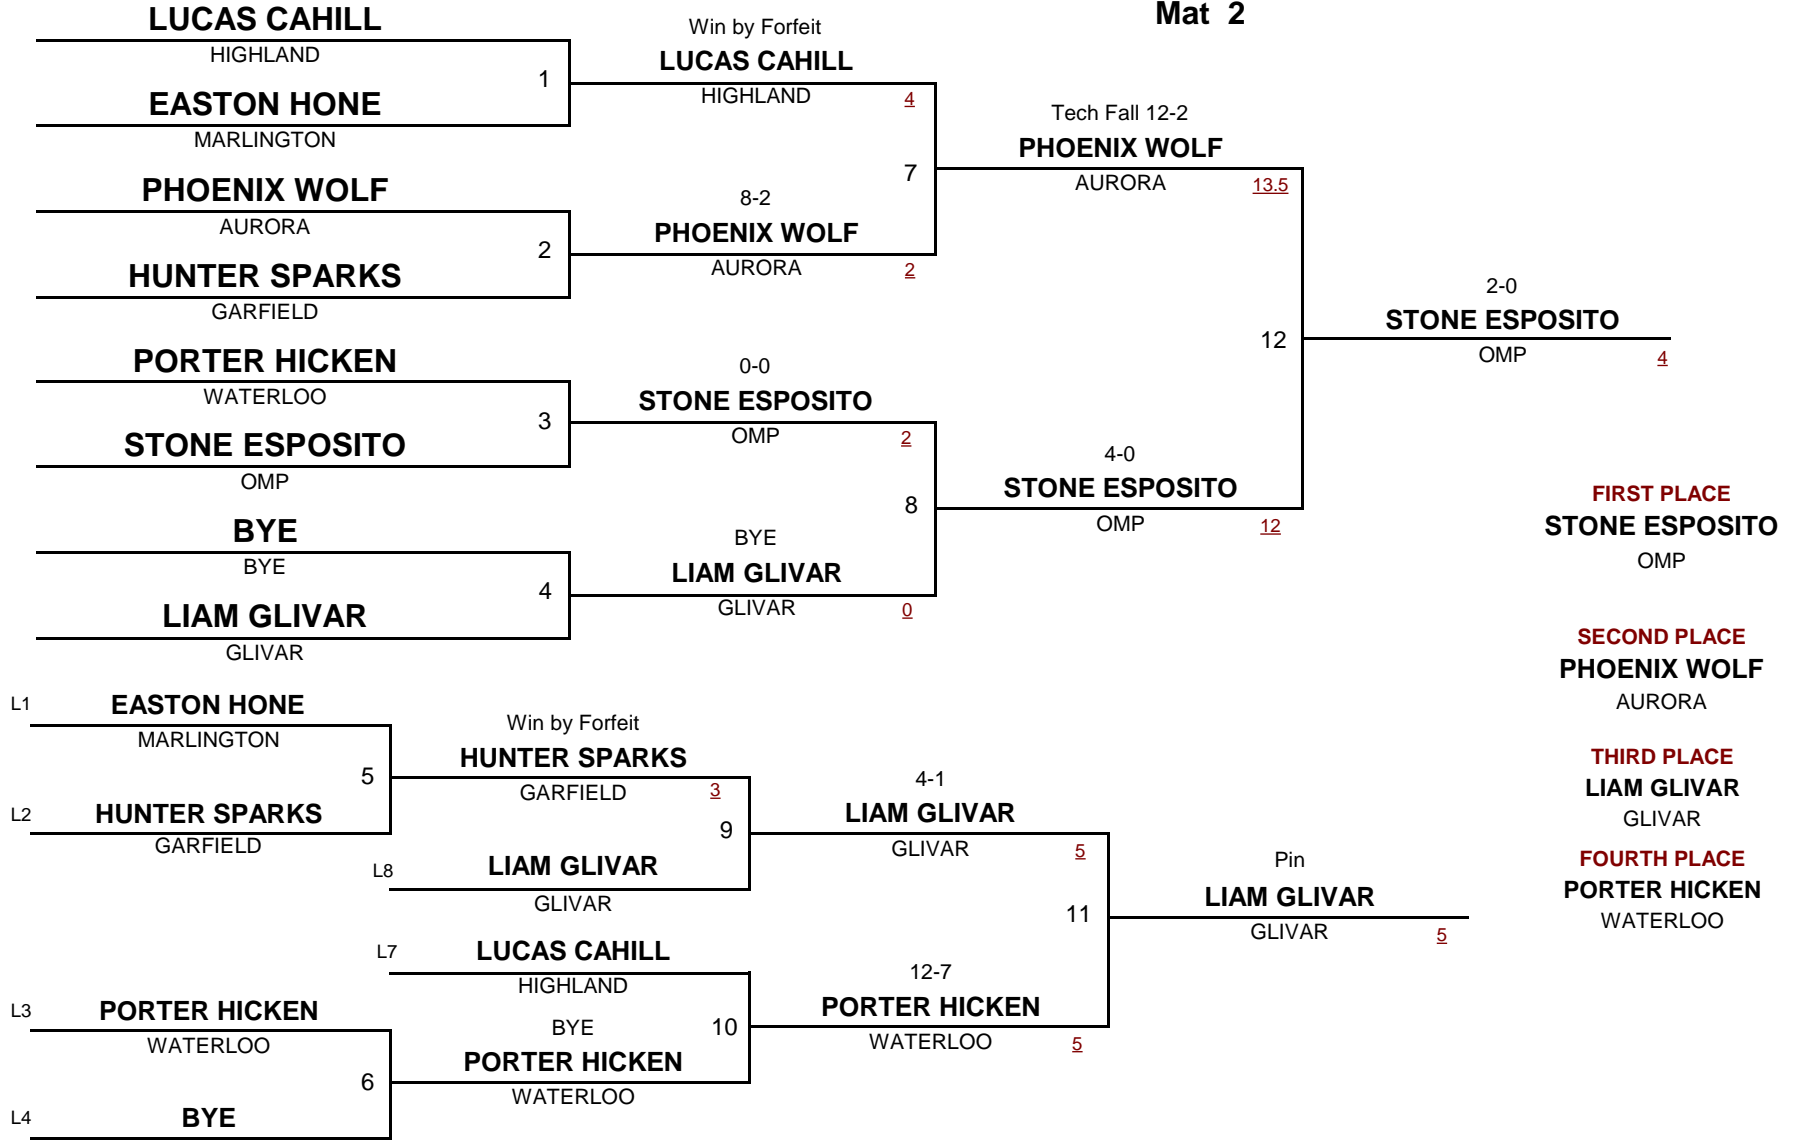 Mat 2
LUCAS CAHILL
HIGHLAND
1
EASTON HONE
MARLINGTON
PHOENIX WOLF
AURORA
2
HUNTER SPARKS
GARFIELD
PORTER HICKEN
WATERLOO
3
STONE ESPOSITO
OMP
BYE
BYE
4
LIAM GLIVAR
GLIVAR
Win by Forfeit
LUCAS CAHILL
HIGHLAND
4
7
8-2
PHOENIX WOLF
AURORA
2
0-0
STONE ESPOSITO
OMP
2
8
BYE
LIAM GLIVAR
GLIVAR
0
Tech Fall 12-2
PHOENIX WOLF
AURORA
13.5
12
4-0
STONE ESPOSITO
OMP
12
2-0
STONE ESPOSITO
OMP
4
FIRST PLACE
STONE ESPOSITO
OMP
SECOND PLACE
PHOENIX WOLF
AURORA
THIRD PLACE
LIAM GLIVAR
GLIVAR
FOURTH PLACE
PORTER HICKEN
WATERLOO
L1
EASTON HONE
MARLINGTON
5
L2
HUNTER SPARKS
GARFIELD
L3
PORTER HICKEN
WATERLOO
6
L4
BYE
Win by Forfeit
HUNTER SPARKS
GARFIELD
3
9
L8
LIAM GLIVAR
GLIVAR
L7
LUCAS CAHILL
HIGHLAND
10
BYE
PORTER HICKEN
WATERLOO
4-1
LIAM GLIVAR
GLIVAR
5
11
12-7
PORTER HICKEN
WATERLOO
5
Pin
LIAM GLIVAR
GLIVAR
5